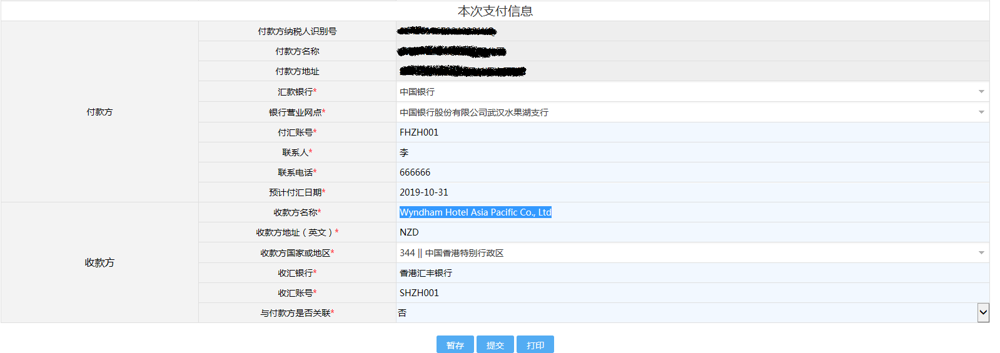 本次支付信息
付款方
付款方纳税人识别号
付款方名称
付款方地址
汇款银行* 中国银行
银行营业网点* 中国银行股份有限公司武汉水果湖支行
付汇账号* FHZH001
联系人* 李
联系电话* 666666
预计付汇日期* 2019-10-31
收款方
收款方名称* Wyndham Hotel Asia Pacific Co., Ltd
收款方地址（英文）* NZD
收款方国家或地区* 344 || 中国香港特别行政区
收汇银行* 香港汇丰银行
收汇账号* SHZH001
与付款方是否关联* 否
暂存 提交 打印